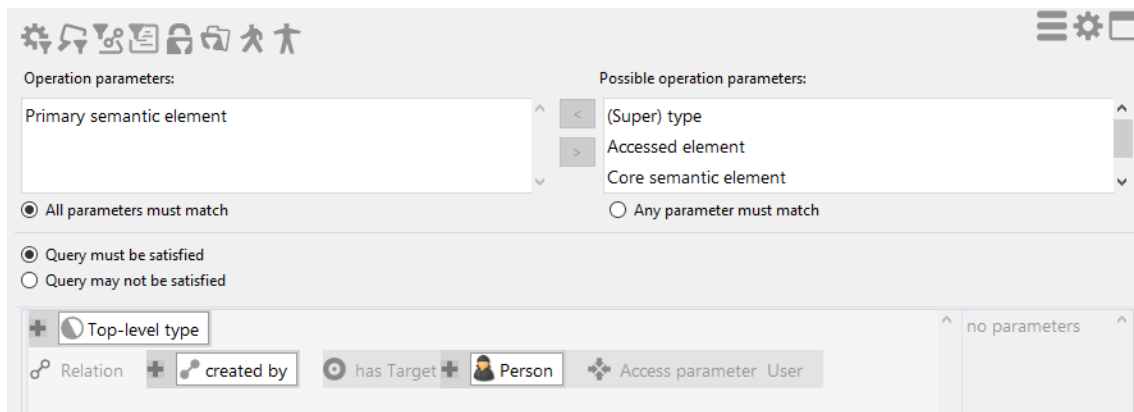 Operation parameters:
Possible operation parameters:
Primary semantic element
<
(Super) type
>
Accessed element
Core semantic element
All parameters must match
Any parameter must match
Query must be satisfied
Query may not be satisfied
Top-level type
no parameters
Relation created by has Target Person Access parameter User